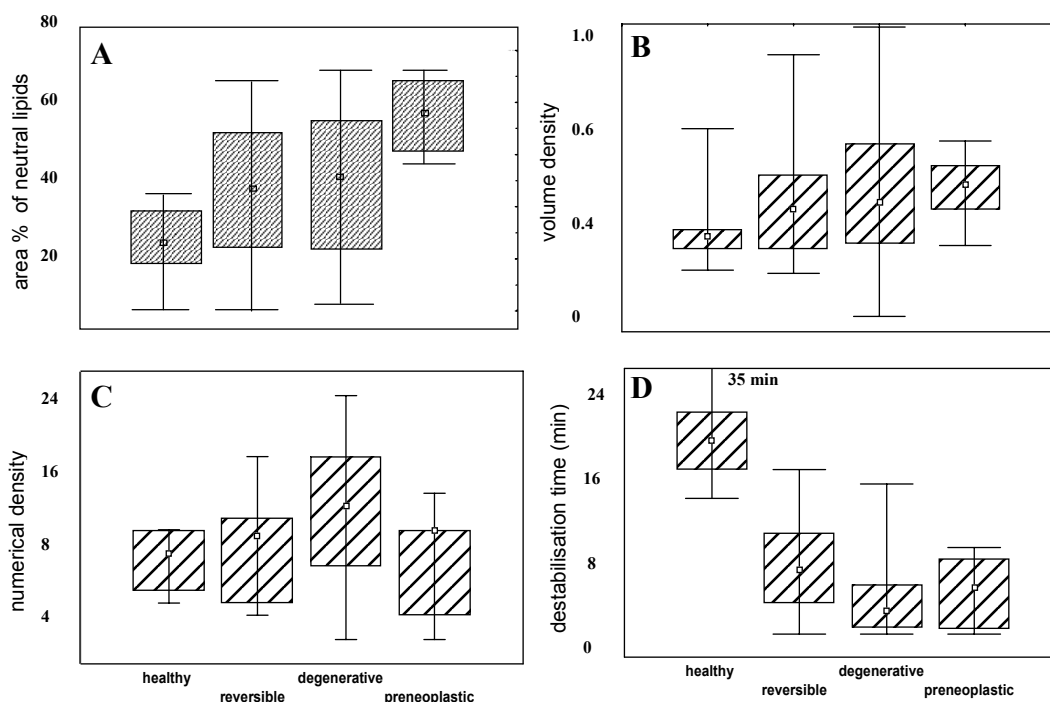 A
area % of neutral lipids
80
60
40
20
B
volume density
1.0
0.6
0.4
0
C
numerical density
24
16
8
4
healthy
reversible
degenerative
preneoplastic
D
35 min
destabilisation time (min)
24
16
8
0
healthy
reversible
degenerative
preneoplastic